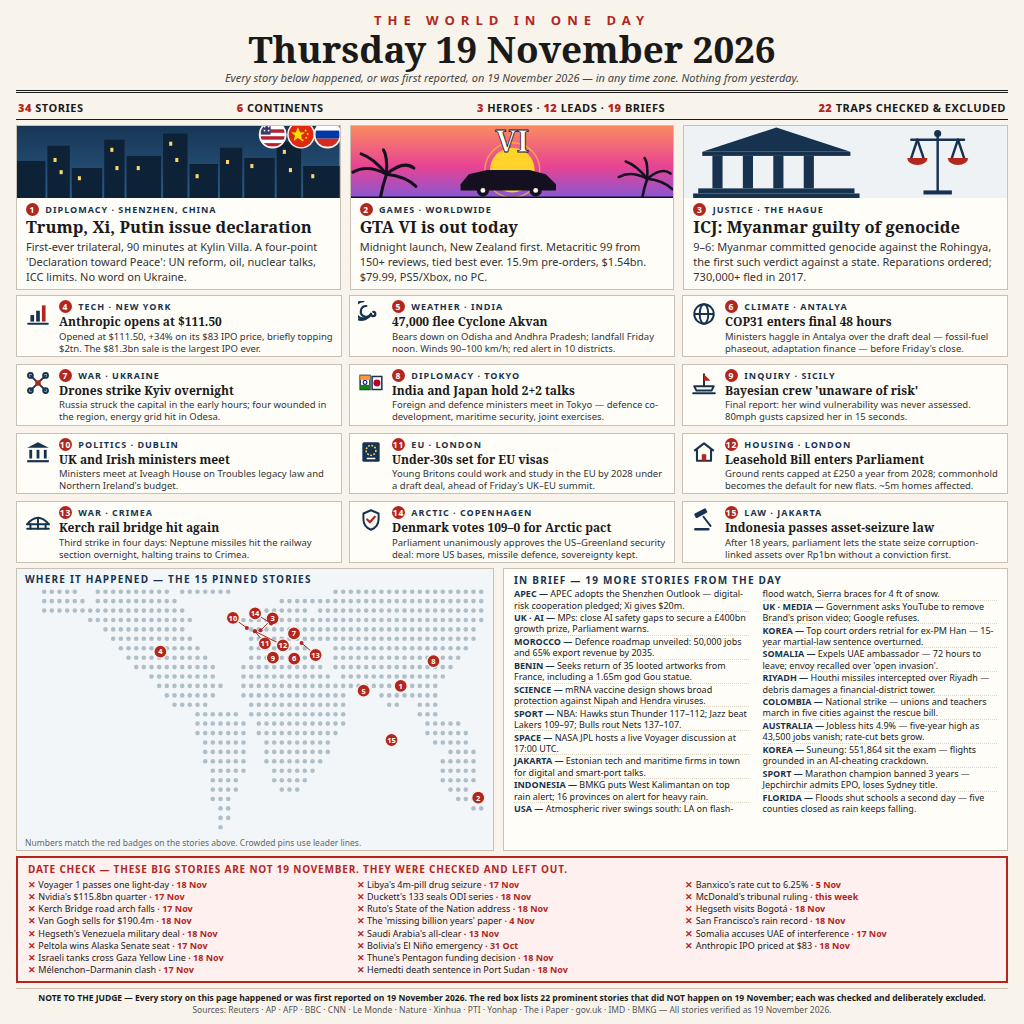 THE WORLD IN ONE DAY
Thursday 19 November 2026
Every story below happened, or was first reported, on 19 November 2026 — in any time zone. Nothing from yesterday.
34 STORIES
6 CONTINENTS
3 HEROES · 12 LEADS · 19 BRIEFS
22 TRAPS CHECKED & EXCLUDED
1 DIPLOMACY · SHENZHEN, CHINA
Trump, Xi, Putin issue declaration
First-ever trilateral, 90 minutes at Kylin Villa. A four-point
'Declaration toward Peace': UN reform, oil, nuclear talks,
ICC limits. No word on Ukraine.
VI
2 GAMES · WORLDWIDE
GTA VI is out today
Midnight launch, New Zealand first. Metacritic 99 from
150+ reviews, tied best ever. 15.9m pre-orders, $1.54bn.
$79.99, PS5/Xbox, no PC.
3 JUSTICE · THE HAGUE
ICJ: Myanmar guilty of genocide
9–6: Myanmar committed genocide against the Rohingya,
the first such verdict against a state. Reparations ordered;
730,000+ fled in 2017.
4 TECH · NEW YORK
Anthropic opens at $111.50
Opened at $111.50, +34% on its $83 IPO price, briefly topping
$2tn. The $81.3bn sale is the largest IPO ever.
5 WEATHER · INDIA
47,000 flee Cyclone Akvan
Bears down on Odisha and Andhra Pradesh; landfall Friday
noon. Winds 90–100 km/h; red alert in 10 districts.
6 CLIMATE · ANTALYA
COP31 enters final 48 hours
Ministers haggle in Antalya over the draft deal — fossil-fuel
phaseout, adaptation finance — before Friday's close.
7 WAR · UKRAINE
Drones strike Kyiv overnight
Russia struck the capital in the early hours; four wounded in
the region, energy grid hit in Odesa.
8 DIPLOMACY · TOKYO
India and Japan hold 2+2 talks
Foreign and defence ministers meet in Tokyo — defence co-
development, maritime security, joint exercises.
9 INQUIRY · SICILY
Bayesian crew 'unaware of risk'
Final report: her wind vulnerability was never assessed.
80mph gusts capsized her in 15 seconds.
10 POLITICS · DUBLIN
UK and Irish ministers meet
Ministers meet at Iveagh House on Troubles legacy law and
Northern Ireland's budget.
11 EU · LONDON
Under-30s set for EU visas
Young Britons could work and study in the EU by 2028 under
a draft deal, ahead of Friday's UK–EU summit.
12 HOUSING · LONDON
Leasehold Bill enters Parliament
Ground rents capped at £250 a year from 2028; commonhold
becomes the default for new flats. ~5m homes affected.
13 WAR · CRIMEA
Kerch rail bridge hit again
Third strike in four days: Neptune missiles hit the railway
section overnight, halting trains to Crimea.
14 ARCTIC · COPENHAGEN
Denmark votes 109–0 for Arctic pact
Parliament unanimously approves the US–Greenland security
deal: more US bases, missile defence, sovereignty kept.
15 LAW · JAKARTA
Indonesia passes asset-seizure law
After 18 years, parliament lets the state seize corruption-
linked assets over Rp1bn without a conviction first.
WHERE IT HAPPENED — THE 15 PINNED STORIES
10
14
3
7
11
12
13
9
6
4
8
5
1
15
2
Numbers match the red badges on the stories above. Crowded pins use leader lines.
IN BRIEF — 19 MORE STORIES FROM THE DAY
APEC — APEC adopts the Shenzhen Outlook — digital-
risk cooperation pledged; Xi gives $20m.
UK · AI — MPs: close AI safety gaps to secure a £400bn
growth prize, Parliament warns.
MOROCCO — Defence roadmap unveiled: 50,000 jobs
and 65% export revenue by 2035.
BENIN — Seeks return of 35 looted artworks from
France, including a 1.65m god Gou statue.
SCIENCE — mRNA vaccine design shows broad
protection against Nipah and Hendra viruses.
SPORT — NBA: Hawks stun Thunder 117–112; Jazz beat
Lakers 109–97; Bulls rout Nets 137–107.
SPACE — NASA JPL hosts a live Voyager discussion at
17:00 UTC.
JAKARTA — Estonian tech and maritime firms in town
for digital and smart-port talks.
INDONESIA — BMKG puts West Kalimantan on top
rain alert; 16 provinces on alert for heavy rain.
USA — Atmospheric river swings south: LA on flash-
flood watch, Sierra braces for 4 ft of snow.
UK · MEDIA — Government asks YouTube to remove
Brand's prison video; Google refuses.
KOREA — Top court orders retrial for ex-PM Han — 15-
year martial-law sentence overturned.
SOMALIA — Expels UAE ambassador — 72 hours to
leave; envoy recalled over 'open invasion'.
RIYADH — Houthi missiles intercepted over Riyadh —
debris damages a financial-district tower.
COLOMBIA — National strike — unions and teachers
march in five cities against the rescue bill.
AUSTRALIA — Jobless hits 4.9% — five-year high as
43,500 jobs vanish; rate-cut bets grow.
KOREA — Suneung: 551,864 sit the exam — flights
grounded in an AI-cheating crackdown.
SPORT — Marathon champion banned 3 years —
Jepchirchir admits EPO, loses Sydney title.
FLORIDA — Floods shut schools a second day — five
counties closed as rain keeps falling.
DATE CHECK — THESE BIG STORIES ARE NOT 19 NOVEMBER. THEY WERE CHECKED AND LEFT OUT.
✕ Voyager 1 passes one light-day · 18 Nov
✕ Nvidia's $115.8bn quarter · 17 Nov
✕ Kerch Bridge road arch falls · 17 Nov
✕ Van Gogh sells for $190.4m · 18 Nov
✕ Hegseth's Venezuela military deal · 18 Nov
✕ Peltola wins Alaska Senate seat · 17 Nov
✕ Israeli tanks cross Gaza Yellow Line · 18 Nov
✕ Mélenchon–Darmanin clash · 17 Nov
✕ Libya's 4m-pill drug seizure · 17 Nov
✕ Duckett's 133 seals ODI series · 18 Nov
✕ Ruto's State of the Nation address · 18 Nov
✕ The 'missing billion years' paper · 4 Nov
✕ Saudi Arabia's all-clear · 13 Nov
✕ Bolivia's El Niño emergency · 31 Oct
✕ Thune's Pentagon funding decision · 18 Nov
✕ Hemedti death sentence in Port Sudan · 18 Nov
✕ Banxico's rate cut to 6.25% · 5 Nov
✕ McDonald's tribunal ruling · this week
✕ Hegseth visits Bogotá · 18 Nov
✕ San Francisco's rain record · 18 Nov
✕ Somalia accuses UAE of interference · 17 Nov
✕ Anthropic IPO priced at $83 · 18 Nov
NOTE TO THE JUDGE — Every story on this page happened or was first reported on 19 November 2026. The red box lists 22 prominent stories that did NOT happen on 19 November; each was checked and deliberately excluded.
Sources: Reuters · AP · AFP · BBC · CNN · Le Monde · Nature · Xinhua · PTI · Yonhap · The i Paper · gov.uk · IMD · BMKG — All stories verified as 19 November 2026.